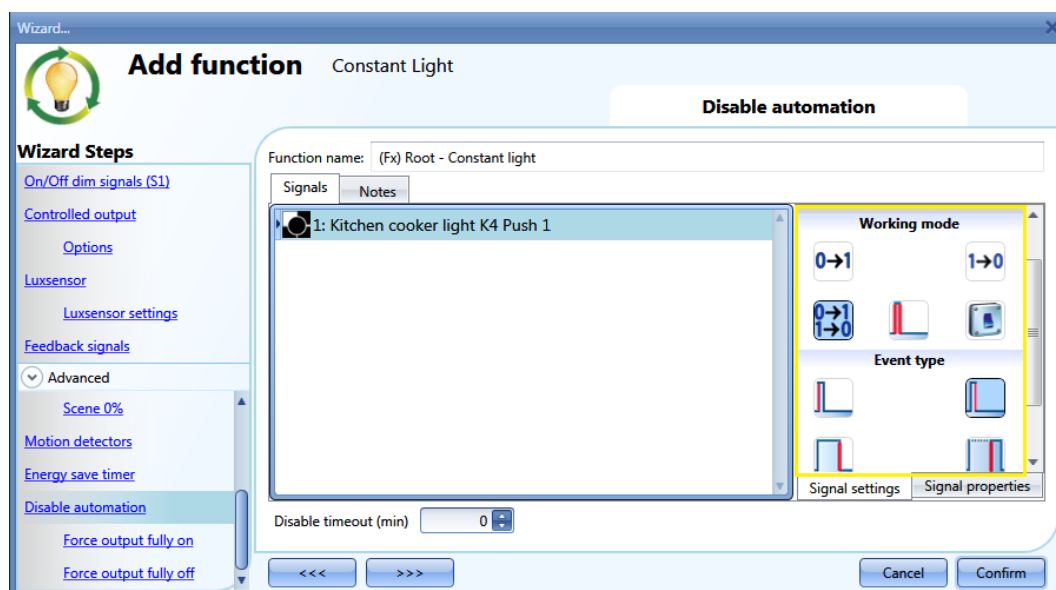 Wizard...
Add function Constant Light
Disable automation
Wizard Steps
On/Off dim signals (S1)
Controlled output
Options
Luxsensor
Luxsensor settings
Feedback signals
Advanced
Scene 0%
Motion detectors
Energy save timer
Disable automation
Force output fully on
Force output fully off
Function name: (Fx) Root - Constant light
Signals Notes
1: Kitchen cooker light K4 Push 1
Working mode
0→1 1→0
0→1
1→0
Event type
Signal settings Signal properties
Disable timeout (min) 0
<<< >>> Cancel Confirm